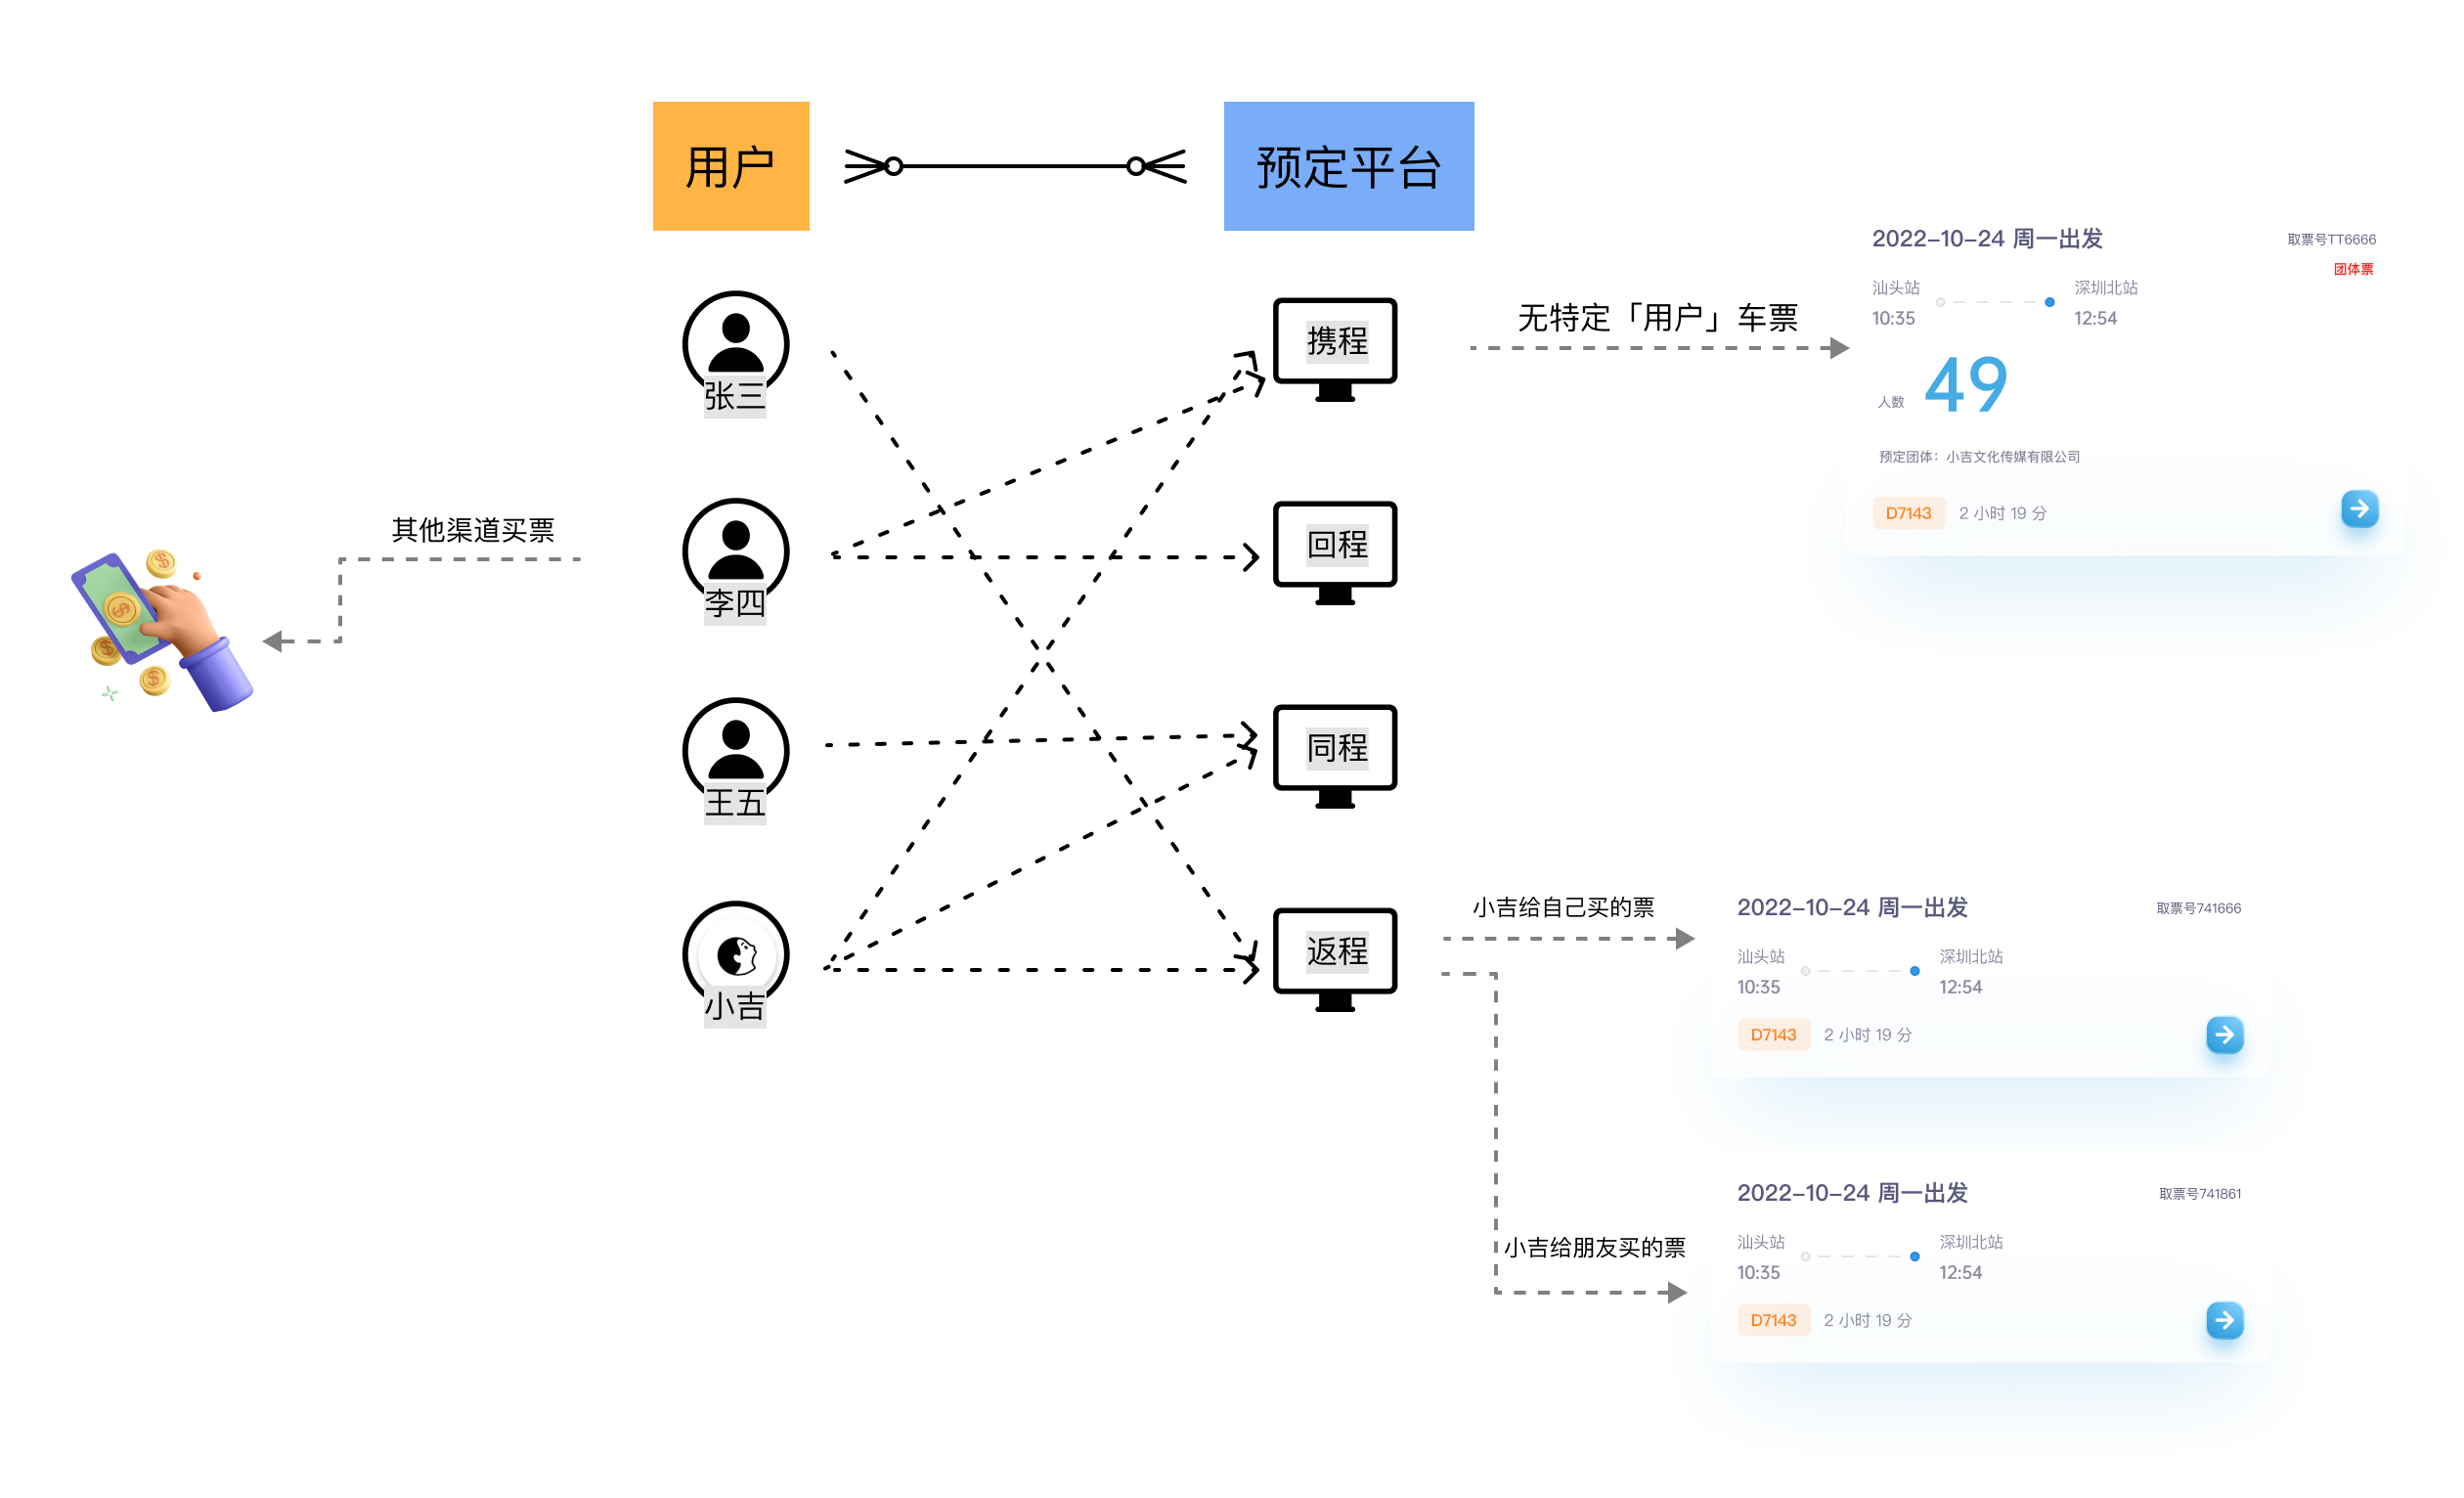 用户
预定平台
张三
李四
王五
小吉
携程
回程
同程
返程
其他渠道买票
无特定「用户」车票
2022-10-24 周一出发
取票号TT6666
团体票
汕头站
深圳北站
10:35
12:54
人数
49
预定团体：小吉文化传媒有限公司
D7143
2 小时 19 分
小吉给自己买的票
2022-10-24 周一出发
取票号741666
汕头站
深圳北站
10:35
12:54
D7143
2 小时 19 分
小吉给朋友买的票
2022-10-24 周一出发
取票号741861
汕头站
深圳北站
10:35
12:54
D7143
2 小时 19 分